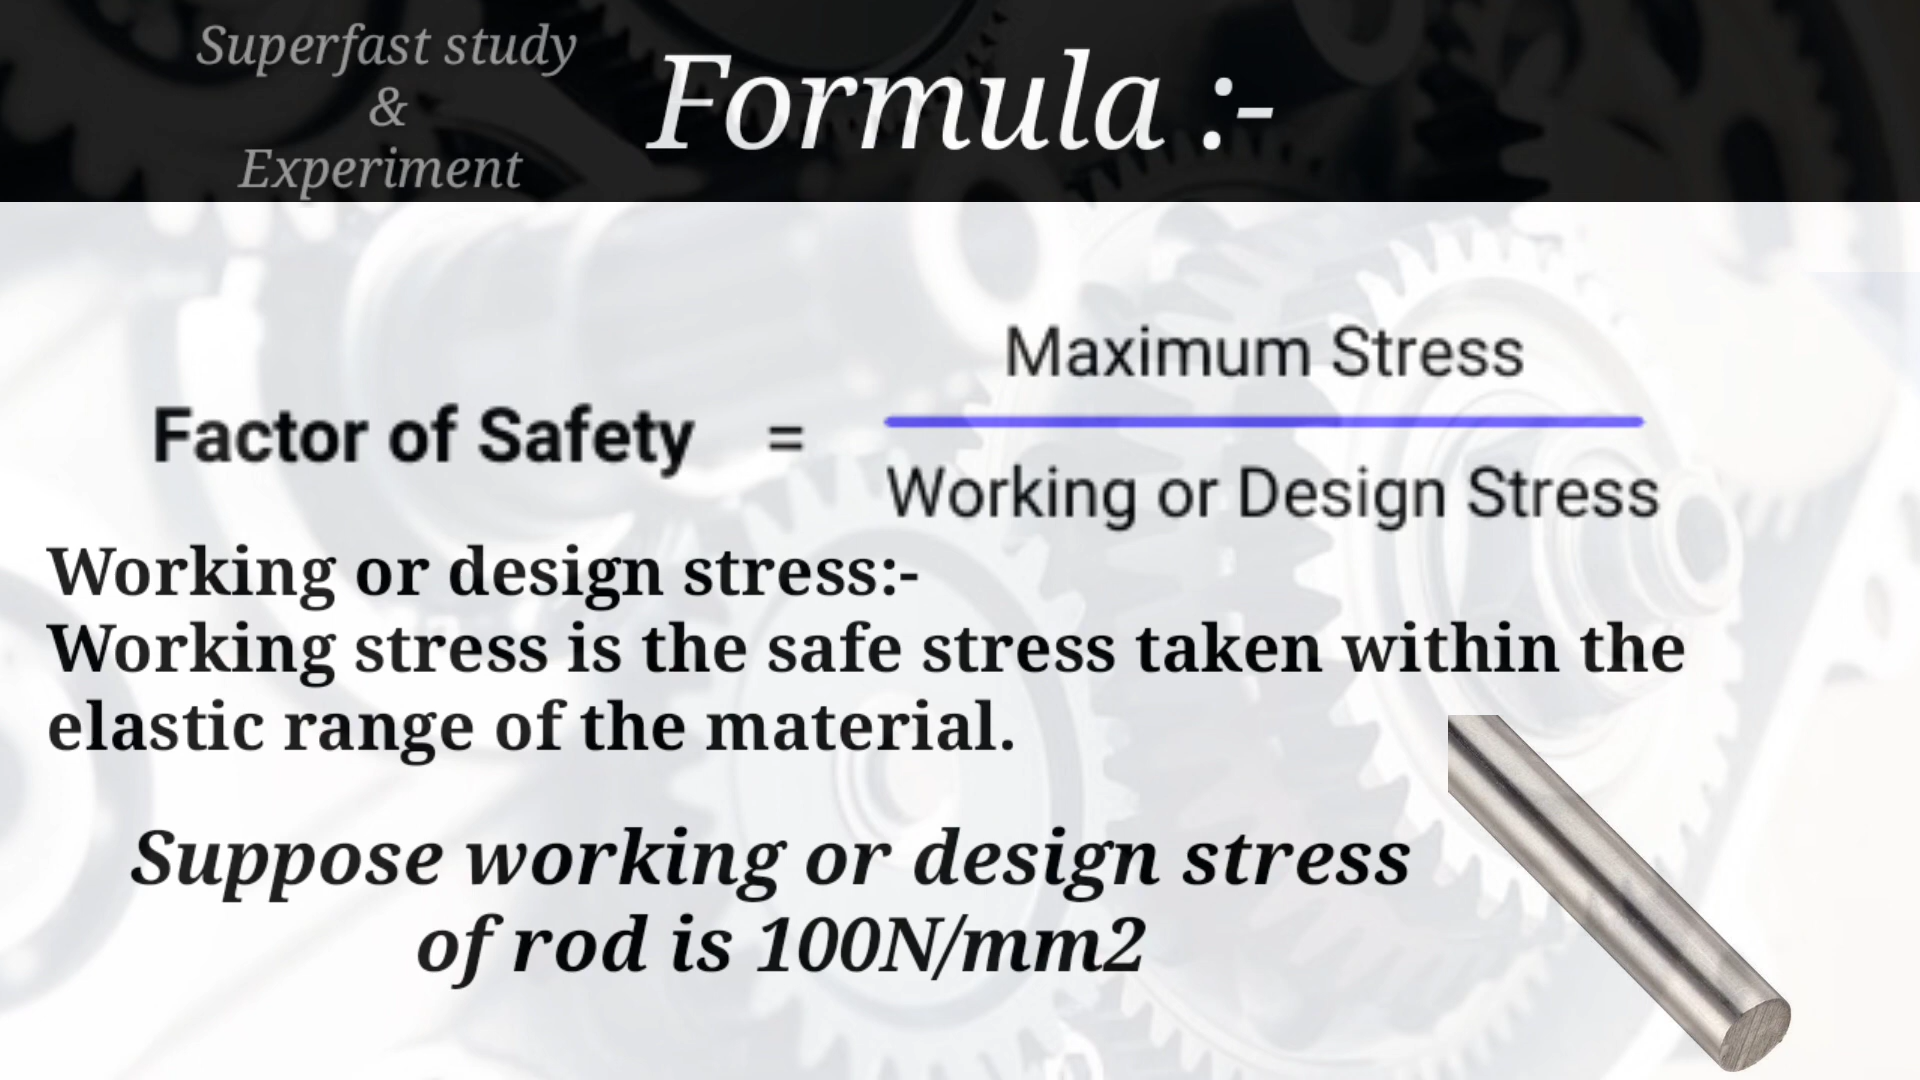 Superfast study
&
Experiment
Formula :-
Maximum Stress
Factor of Safety =
Working or Design Stress
Working or design stress:-
Working stress is the safe stress taken within the
elastic range of the material.
Suppose working or design stress
of rod is 100N/mm2